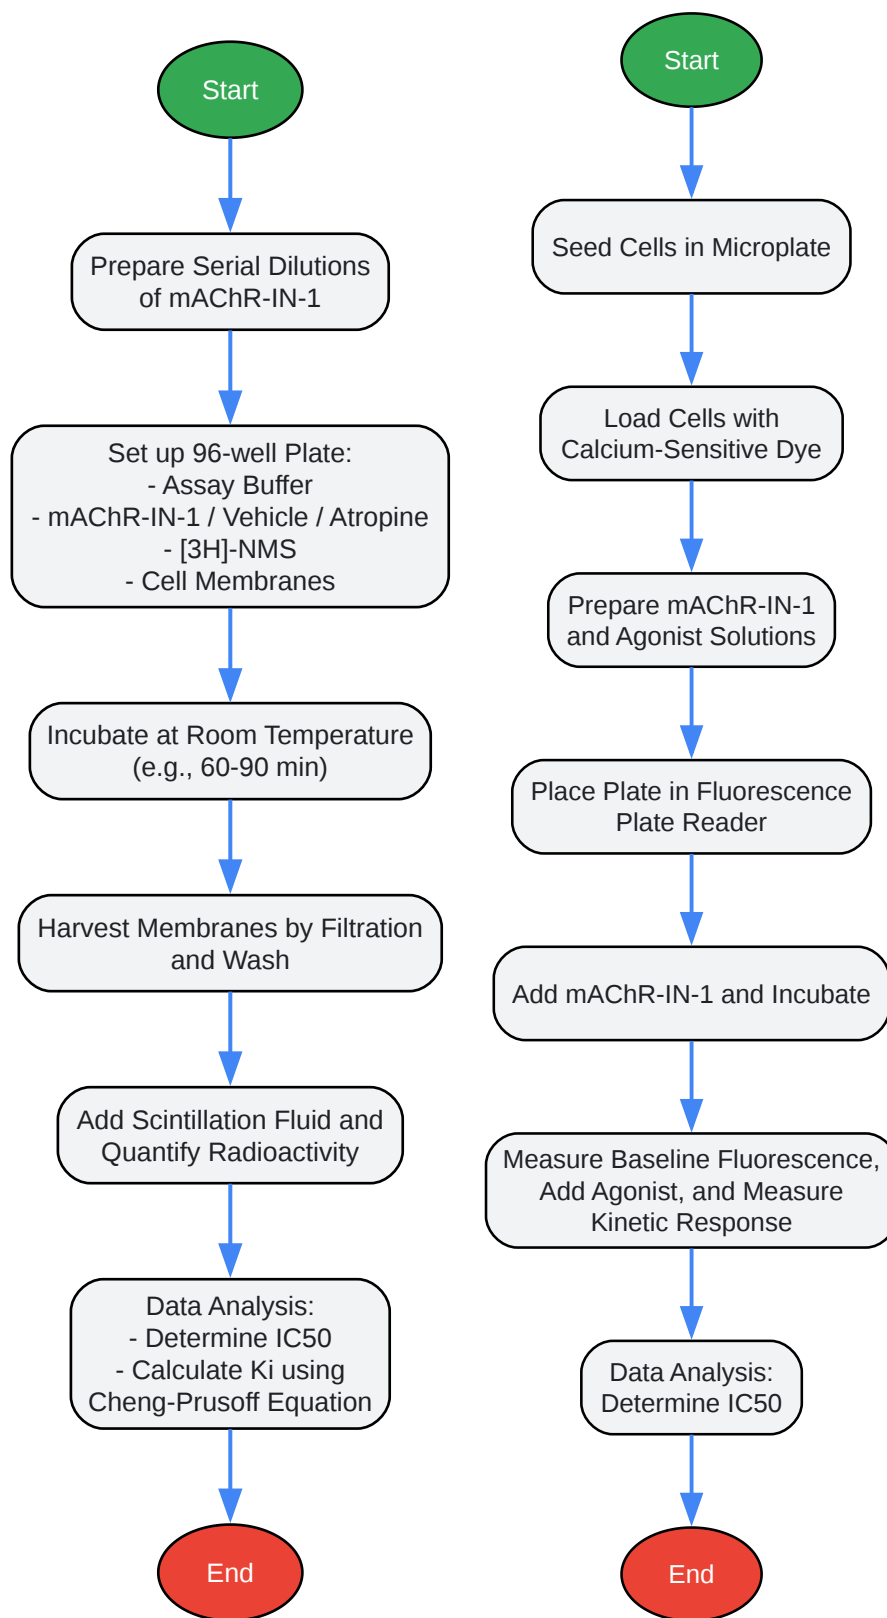 Start
Prepare Serial Dilutions
of mAChR-IN-1
Set up 96-well Plate:
- Assay Buffer
- mAChR-IN-1 / Vehicle / Atropine
- [3H]-NMS
- Cell Membranes
Incubate at Room Temperature
(e.g., 60-90 min)
Harvest Membranes by Filtration
and Wash
Add Scintillation Fluid and
Quantify Radioactivity
Data Analysis:
- Determine IC50
- Calculate Ki using
Cheng-Prusoff Equation
End
Start
Seed Cells in Microplate
Load Cells with
Calcium-Sensitive Dye
Prepare mAChR-IN-1
and Agonist Solutions
Place Plate in Fluorescence
Plate Reader
Add mAChR-IN-1 and Incubate
Measure Baseline Fluorescence,
Add Agonist, and Measure
Kinetic Response
Data Analysis:
Determine IC50
End